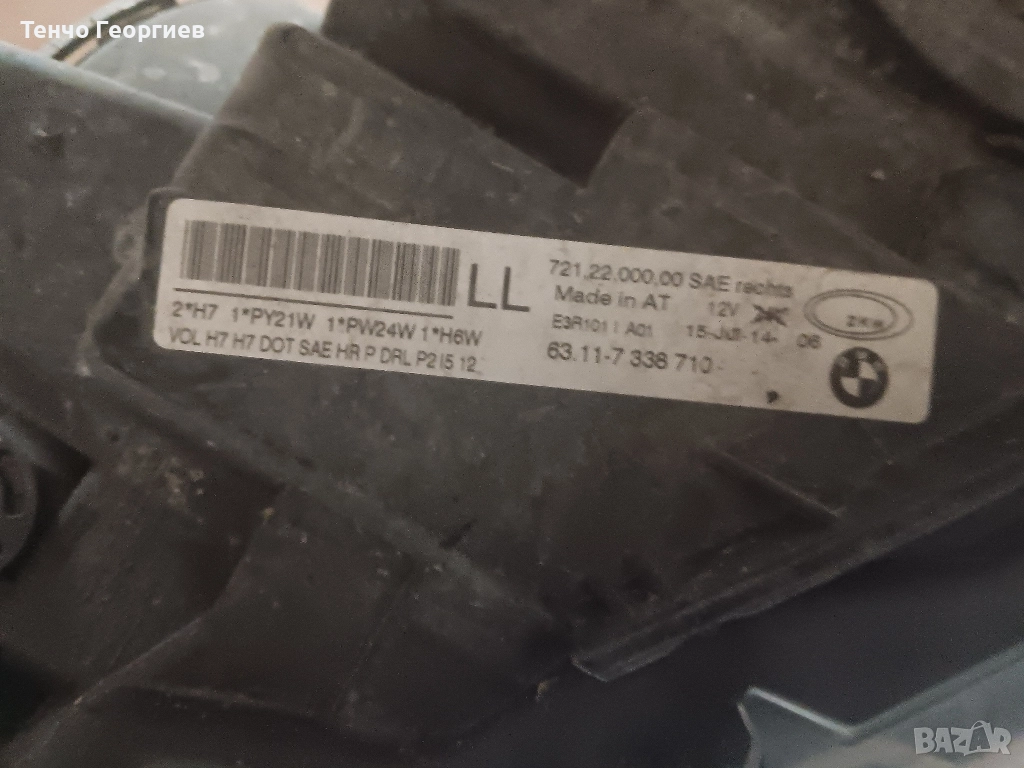 Тенчо Георгиев
LL
721.22.000.00 SAE rechts
Made in AT 12V
2*H7 1*PY21W 1*PW24W 1*H6W
VOL H7 H7 DOT SAE HR P DRL P2 I5 12
E3R101 I A01 15-Jul-14- 06
63.11-7 338 710-
ZKW
BAZAR